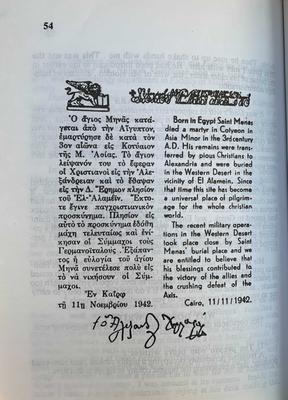 54
Ὁ ἅγιος Μηνᾶς κατά-
γεται ἀπὸ τὴν Αἴγυπτον,
ἐμαρτύρησε δὲ κατὰ τὸν
3ον αἰῶνα εἰς Κοτύαιον
τῆς Μ. Ἀσίας. Τὸ ἅγιον
λείψανόν του τὸ ἔφεραν
οἱ Χριστιανοὶ εἰς τὴν Ἀλε-
ξάνδρειαν καὶ τὸ ἔθαψαν
εἰς τὴν Δ. Ἔρημον πλησίον
τοῦ Ἐλ-Ἀλαμεῖν. Ἔκτο-
τε ἔγινε παγχριστιανικὸν
προσκύνημα. Πλησίον εἰς
αὐτὸ τὸ προσκύνημα ἐδόθη
μάχη τελευταίως καὶ ἐνί-
κησαν οἱ Σύμμαχοι τοὺς
Γερμανοϊταλούς. Ἐξάπαν-
τος ἡ εὐλογία τοῦ ἁγίου
Μηνᾶ συνετέλεσε πολὺ εἰς
τὸ νὰ νικήσουν οἱ Σύμ-
μαχοι.
Ἐν Καΐρῳ
τῇ 11ῃ Νοεμβρίου 1942.
Born in Egypt Saint Menas
died a martyr in Cotyeon in
Asia Minor in the 3rd century
A.D. His remains were trans-
ferred by pious Christians to
Alexandria and were buried
in the Western Desert in the
vicinity of El Alamein. Since
that time this site has become
a universe place of pilgrim-
age for the whole christian
world.
The recent military opera-
tions in the Western Desert
took place close by Saint
Menas' burial place and we
are entitled to believe that
his blessings contributed to
the victory of the allies and
the crushing defeat of the
Axis.
Cairo, 11/11/1942.